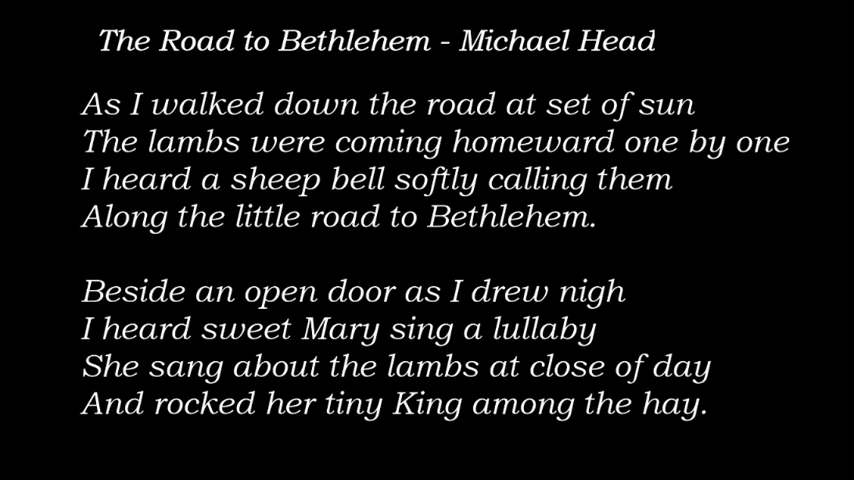 The Road to Bethlehem - Michael Head
As I walked down the road at set of sun
The lambs were coming homeward one by one
I heard a sheep bell softly calling them
Along the little road to Bethlehem.
Beside an open door as I drew nigh
I heard sweet Mary sing a lullaby
She sang about the lambs at close of day
And rocked her tiny King among the hay.